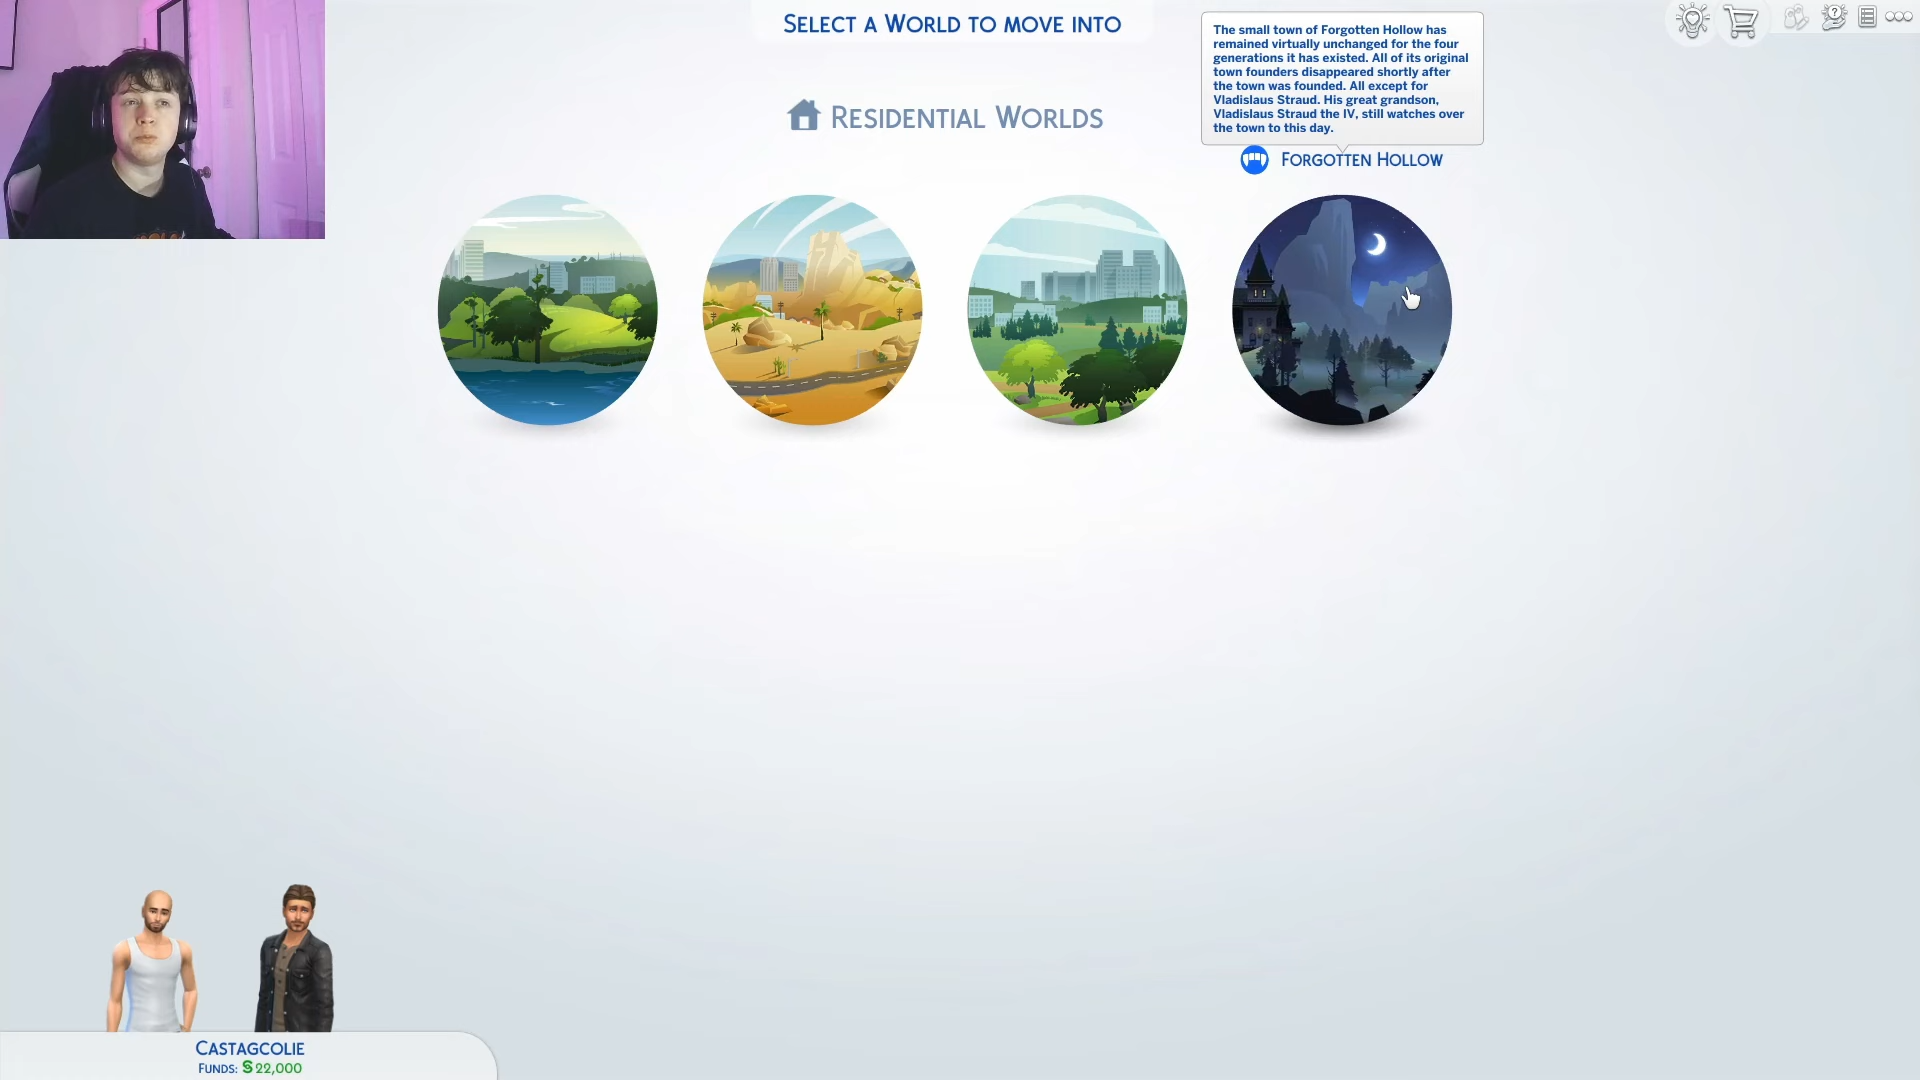 SELECT A WORLD TO MOVE INTO
RESIDENTIAL WORLDS
The small town of Forgotten Hollow has
remained virtually unchanged for the four
generations it has existed. All of its original
town founders disappeared shortly after
the town was founded. All except for
Vladislaus Straud. His great grandson,
Vladislaus Straud the IV, still watches over
the town to this day.
FORGOTTEN HOLLOW
CASTAGCOLIE
FUNDS: §22,000